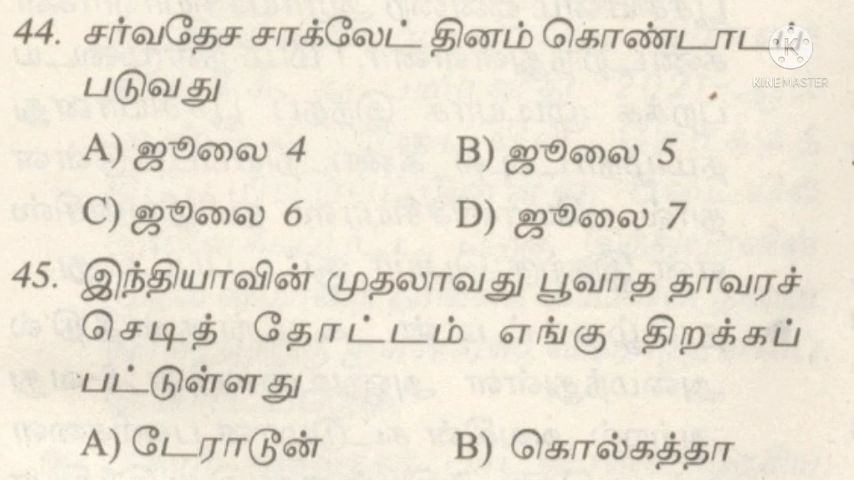 44. சர்வதேச சாக்லேட் தினம் கொண்டாடப்
படுவது
A) ஜூலை 4 B) ஜூலை 5
C) ஜூலை 6 D) ஜூலை 7
45. இந்தியாவின் முதலாவது பூவாத தாவரச்
செடித் தோட்டம் எங்கு திறக்கப்
பட்டுள்ளது
A) டேராடூன் B) கொல்கத்தா
K
KINEMASTER